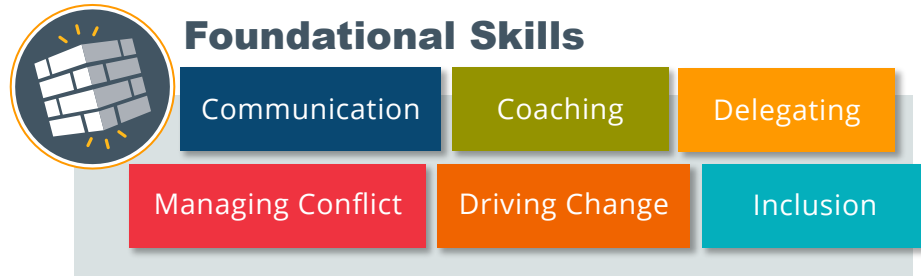 Foundational Skills
Communication
Coaching
Delegating
Managing Conflict
Driving Change
Inclusion